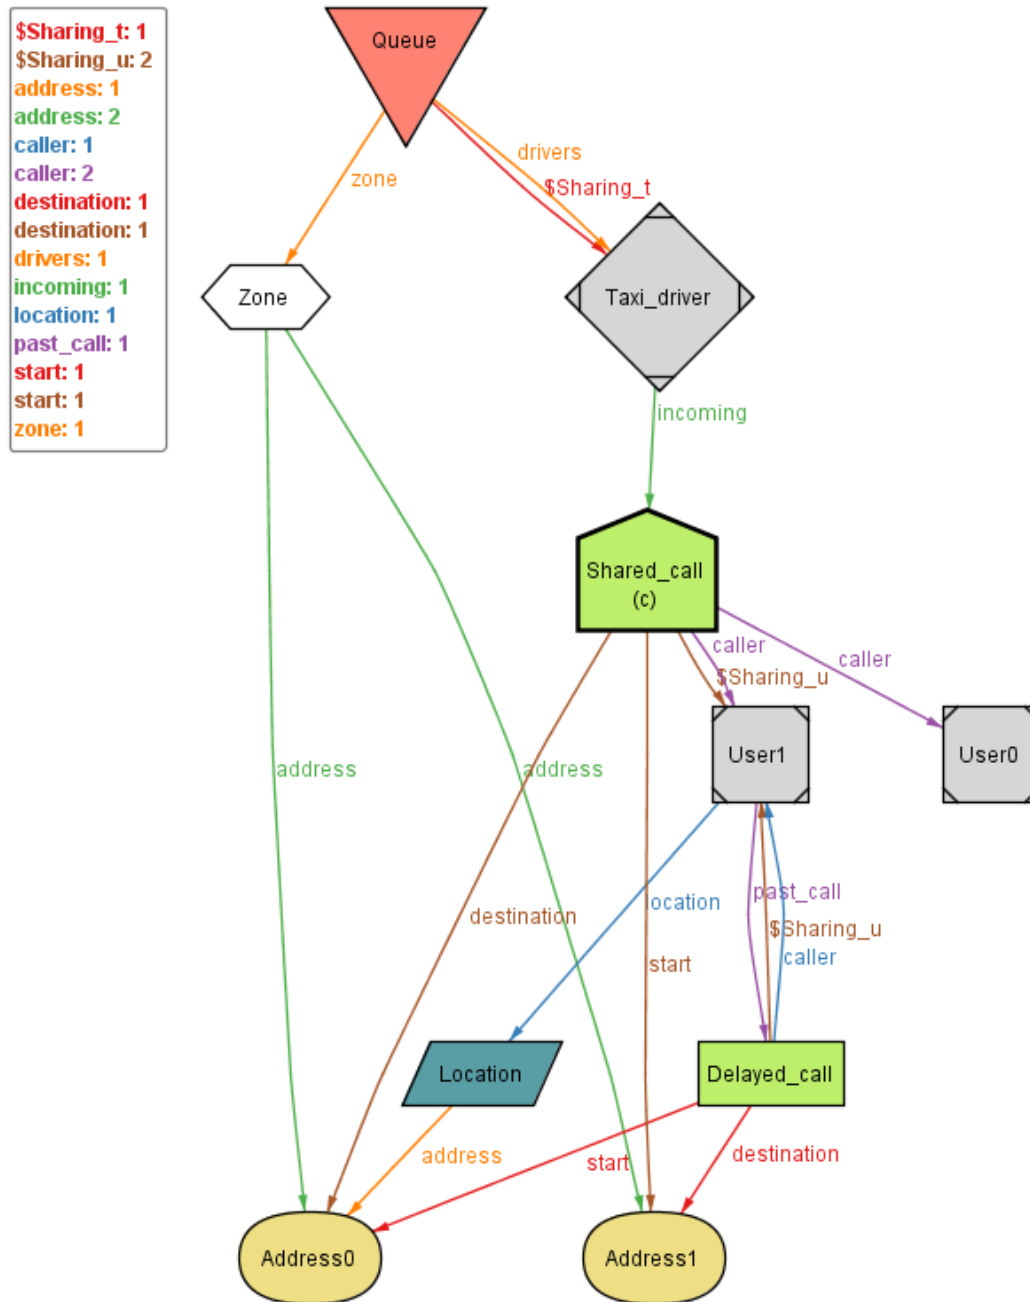 $Sharing_t: 1
$Sharing_u: 2
address: 1
address: 2
caller: 1
caller: 2
destination: 1
destination: 1
drivers: 1
incoming: 1
location: 1
past_call: 1
start: 1
start: 1
zone: 1
Queue
drivers
zone
$Sharing_t
Zone
Taxi_driver
incoming
Shared_call
(c)
caller
caller
$Sharing_u
User1
User0
address
address
past_call
ocation
destination
$Sharing_u
caller
start
Location
Delayed_call
address
start
destination
Address0
Address1